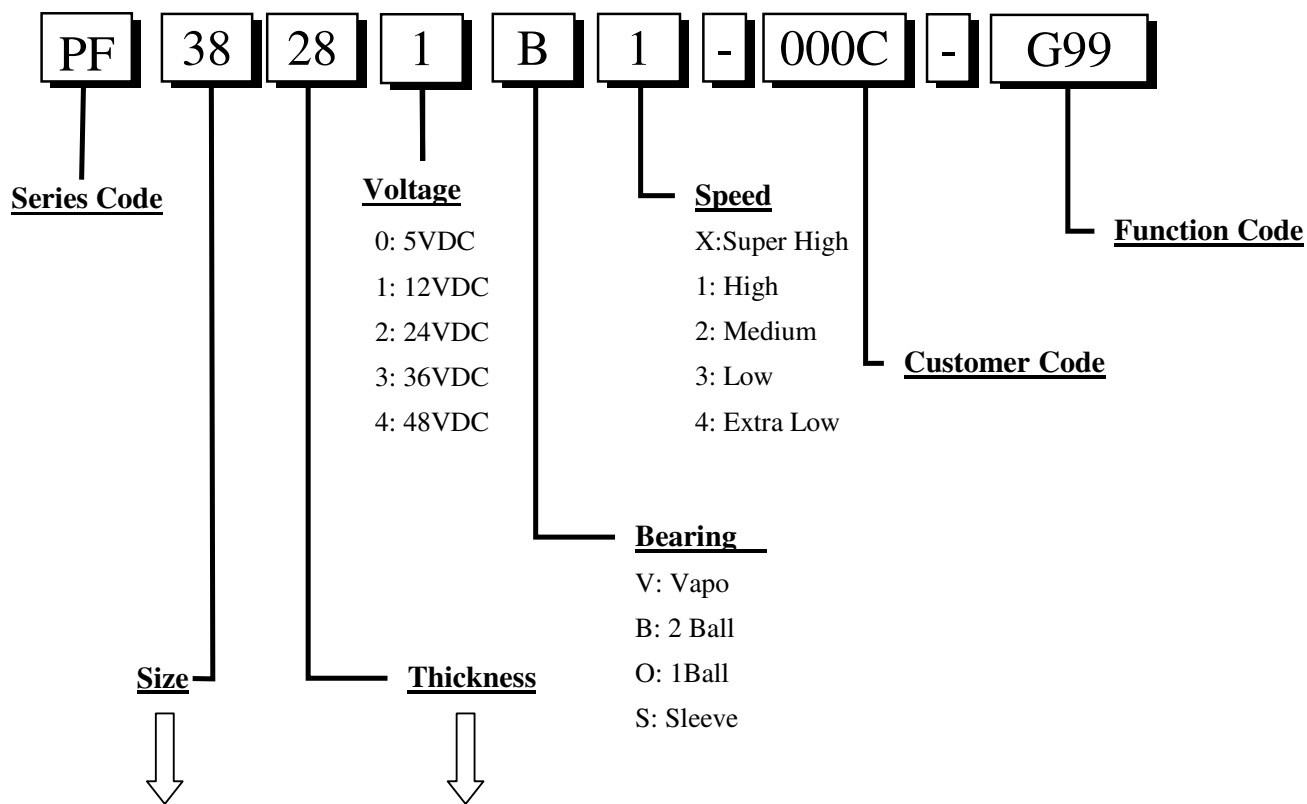 PF 38 28 1 B 1 - 000C - G99
Series Code
Voltage
0: 5VDC
1: 12VDC
2: 24VDC
3: 36VDC
4: 48VDC
Speed
X:Super High
1: High
2: Medium
3: Low
4: Extra Low
Function Code
Customer Code
Bearing
V: Vapo
B: 2 Ball
O: 1Ball
S: Sleeve
Size
Thickness